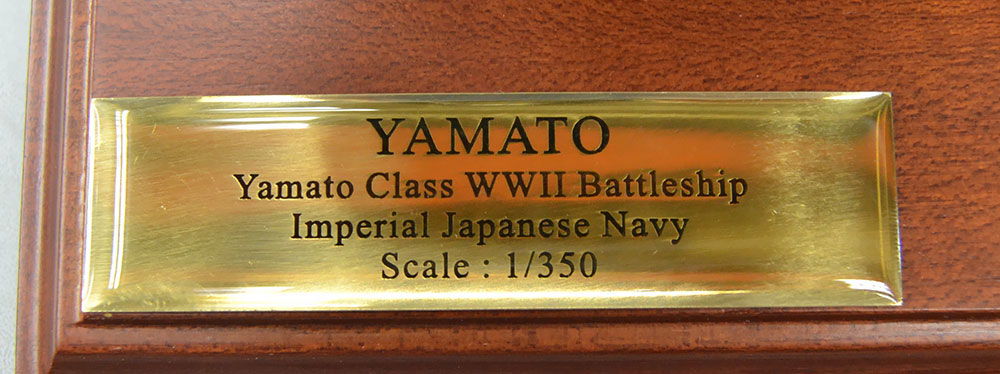 YAMATO
Yamato Class WWII Battleship
Imperial Japanese Navy
Scale : 1/350